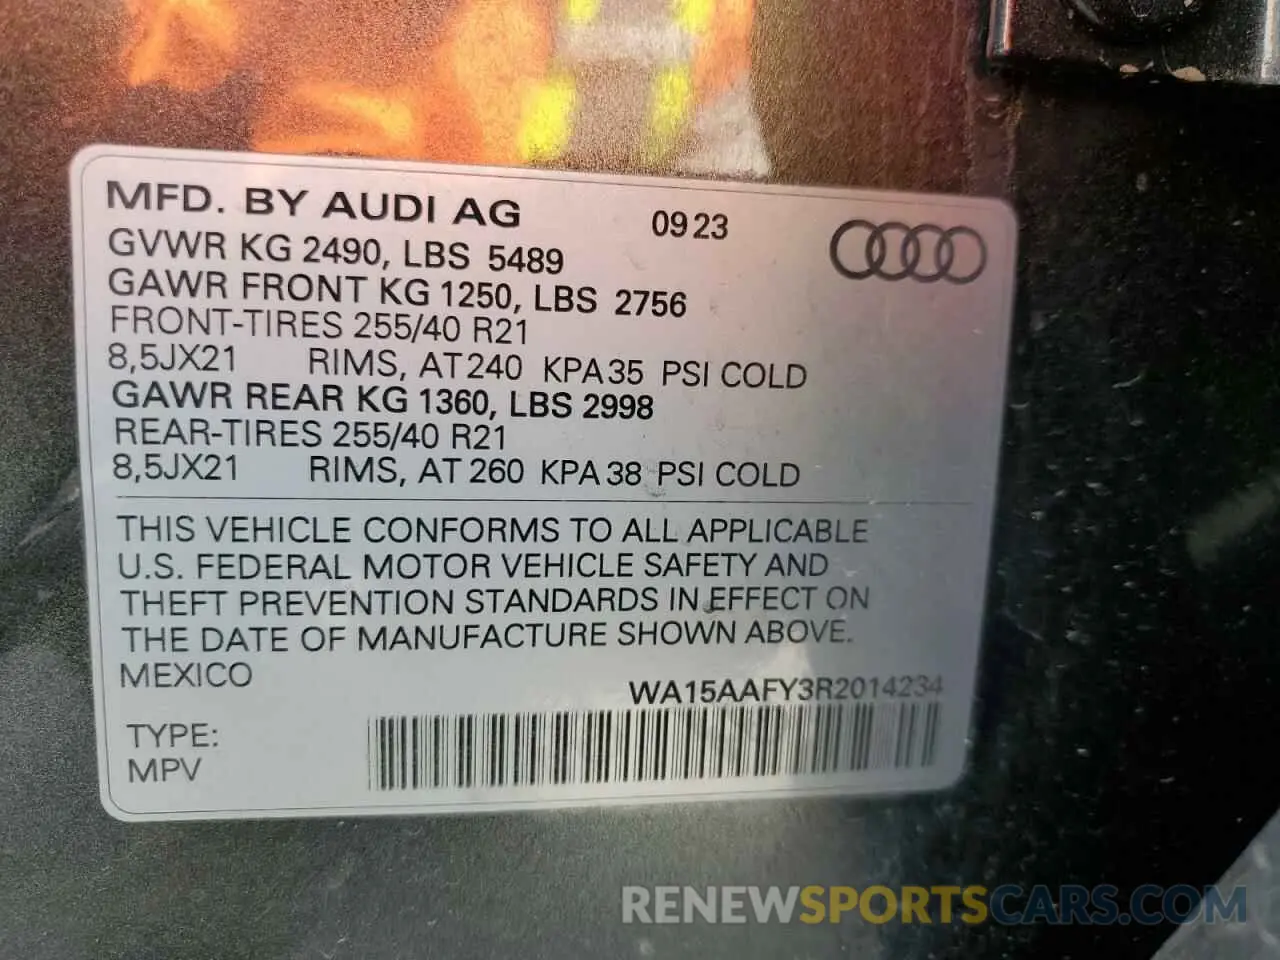 MFD. BY AUDI AG 09 23
GVWR KG 2490, LBS 5489
GAWR FRONT KG 1250, LBS 2756
FRONT-TIRES 255/40 R21
8,5JX21 RIMS, AT 240 KPA 35 PSI COLD
GAWR REAR KG 1360, LBS 2998
REAR-TIRES 255/40 R21
8,5JX21 RIMS, AT 260 KPA 38 PSI COLD
THIS VEHICLE CONFORMS TO ALL APPLICABLE
U.S. FEDERAL MOTOR VEHICLE SAFETY AND
THEFT PREVENTION STANDARDS IN EFFECT ON
THE DATE OF MANUFACTURE SHOWN ABOVE.
MEXICO
WA15AAFY3R2014234
TYPE:
MPV
RENEWSPORTSCARS.COM